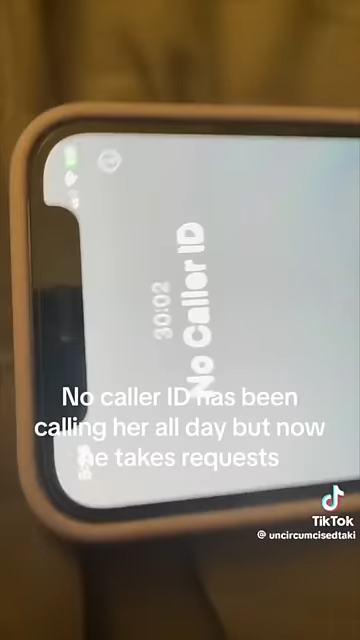 30:02
No Caller ID
No caller ID has been
calling her all day but now
he takes requests
TikTok
@uncircumcisedtaki